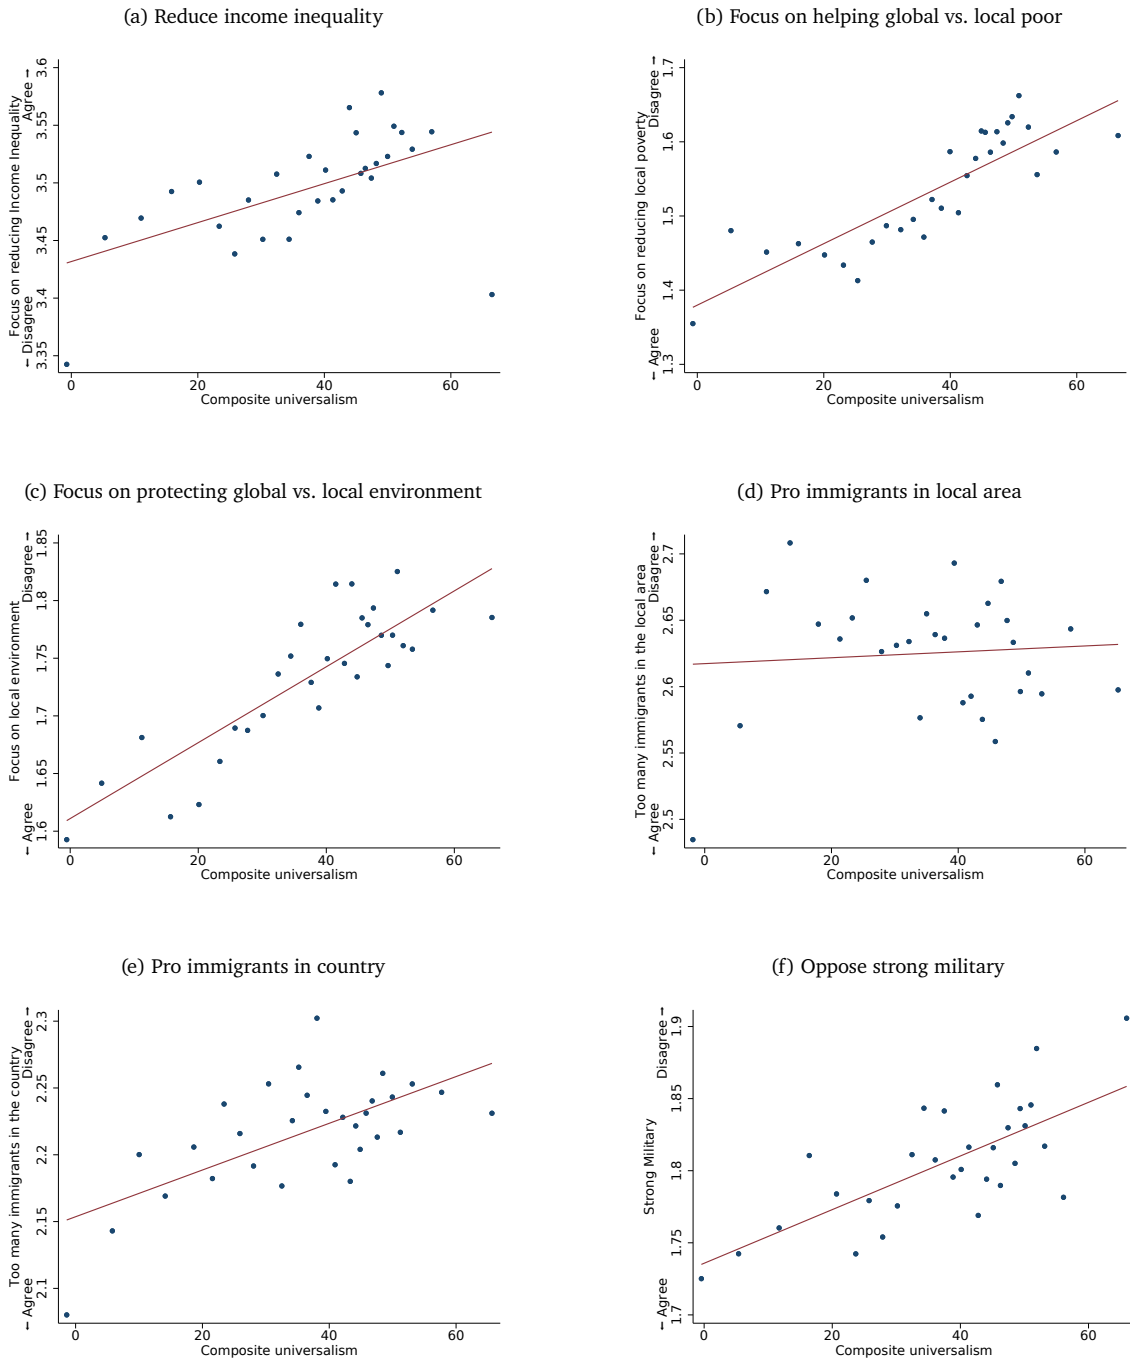 (a) Reduce income inequality
Focus on reducing Income Inequality
← Disagree    Agree →
3.35 3.4 3.45 3.5 3.55 3.6
0 20 40 60
Composite universalism
(b) Focus on helping global vs. local poor
Focus on reducing local poverty
← Agree    Disagree →
1.3 1.4 1.5 1.6 1.7
0 20 40 60
Composite universalism
(c) Focus on protecting global vs. local environment
Focus on local environment
← Agree    Disagree →
1.6 1.65 1.7 1.75 1.8 1.85
0 20 40 60
Composite universalism
(d) Pro immigrants in local area
Too many immigrants in the local area
← Agree    Disagree →
2.5 2.55 2.6 2.65 2.7
0 20 40 60
Composite universalism
(e) Pro immigrants in country
Too many immigrants in the country
← Agree    Disagree →
2.1 2.15 2.2 2.25 2.3
0 20 40 60
Composite universalism
(f) Oppose strong military
Strong Military
← Agree    Disagree →
1.7 1.75 1.8 1.85 1.9
0 20 40 60
Composite universalism